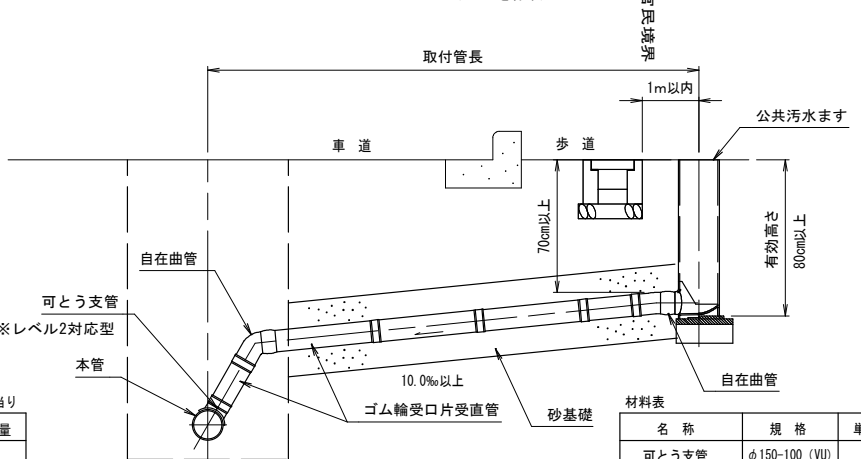 官民境界
取付管長
1m以内
公共汚水ます
車 道
歩 道
70cm以上
有効高さ
80cm以上
自在曲管
可とう支管
※レベル2対応型
本管
10.0‰以上
ゴム輪受口片受直管
砂基礎
自在曲管
当り
量
材料表
名 称
規 格
単
可とう支管
φ150-100 (VU)